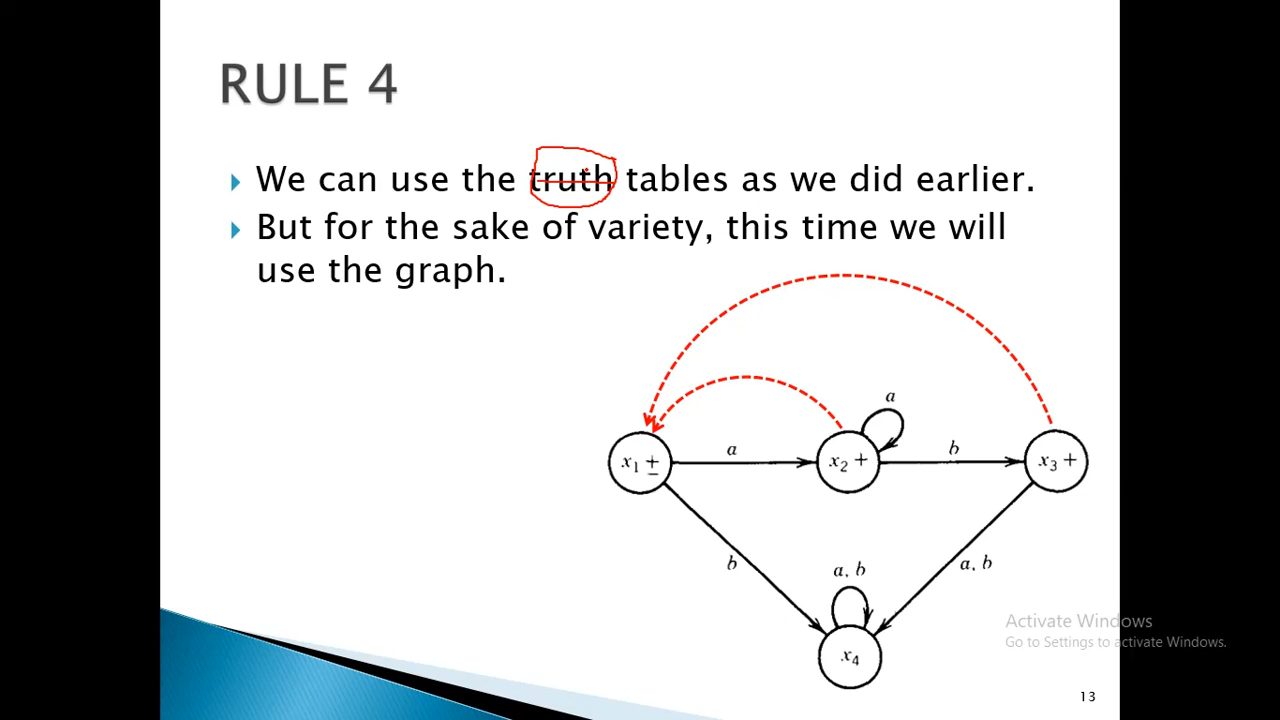 RULE 4
We can use the truth tables as we did earlier.
But for the sake of variety, this time we will
use the graph.
a
a
b
x1 ±
x2 +
x3 +
b
a, b
a, b
x4
Activate Windows
Go to Settings to activate Windows.
13